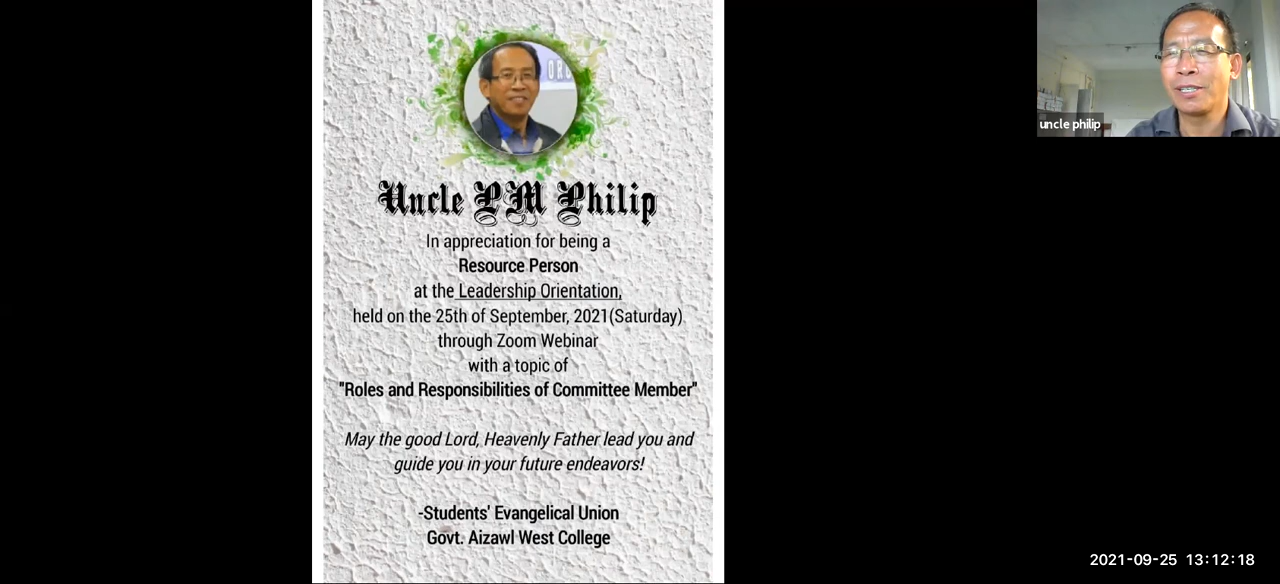 ORC
Uncle PM Philip
In appreciation for being a
Resource Person
at the Leadership Orientation,
held on the 25th of September, 2021(Saturday)
through Zoom Webinar
with a topic of
"Roles and Responsibilities of Committee Member"
May the good Lord, Heavenly Father lead you and
guide you in your future endeavors!
-Students' Evangelical Union
Govt. Aizawl West College
uncle philip
2021-09-25 13:12:18